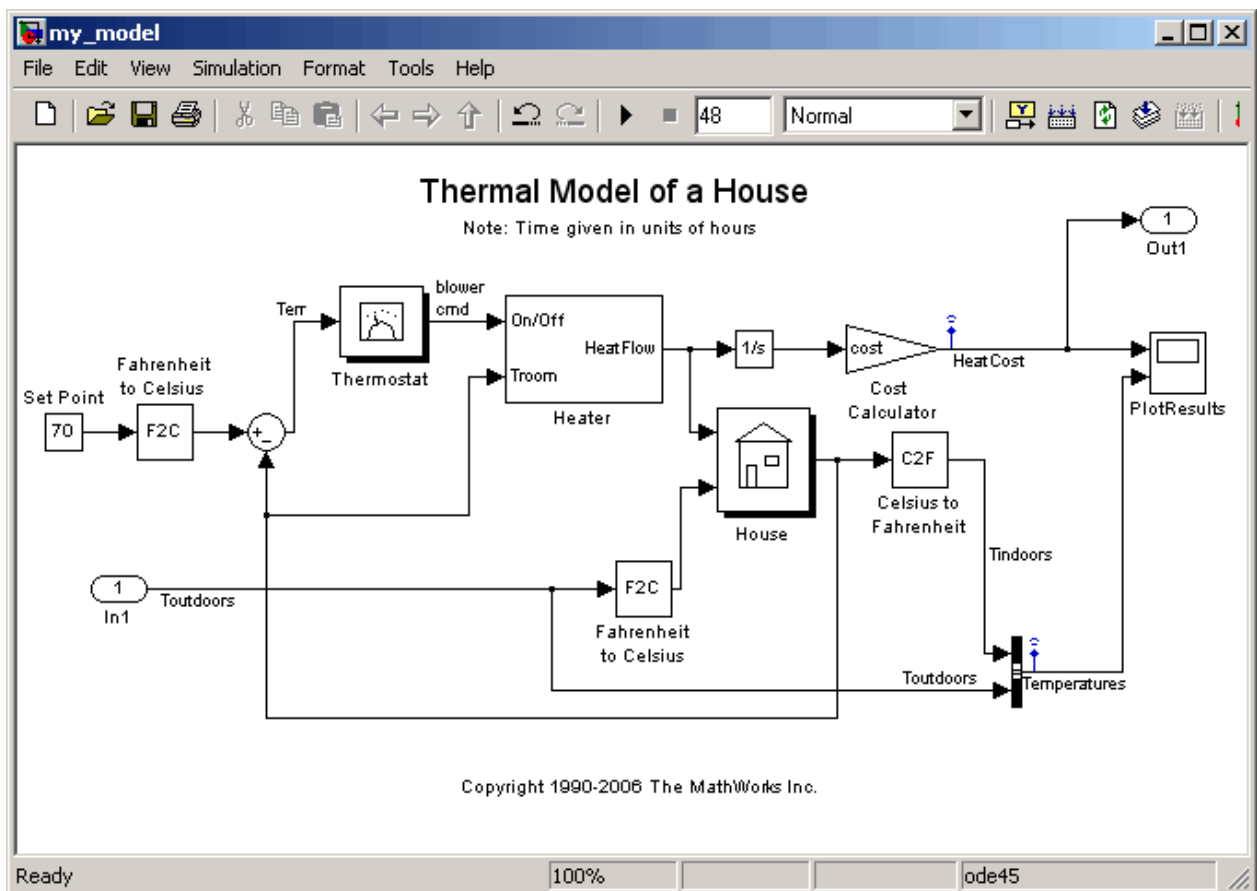 my_model
File Edit View Simulation Format Tools Help
48 Normal
Thermal Model of a House
Note: Time given in units of hours
1
Out1
blower
cmd
Terr
On/Off
HeatFlow
Troom
Heater
Thermostat
1/s
cost
HeatCost
Cost
Calculator
PlotResults
Fahrenheit
to Celsius
Set Point
70
F2C
+-
House
C2F
Celsius to
Fahrenheit
Tindoors
1
In1
Toutdoors
F2C
Fahrenheit
to Celsius
Toutdoors
Temperatures
Copyright 1990-2006 The MathWorks Inc.
Ready 100% ode45